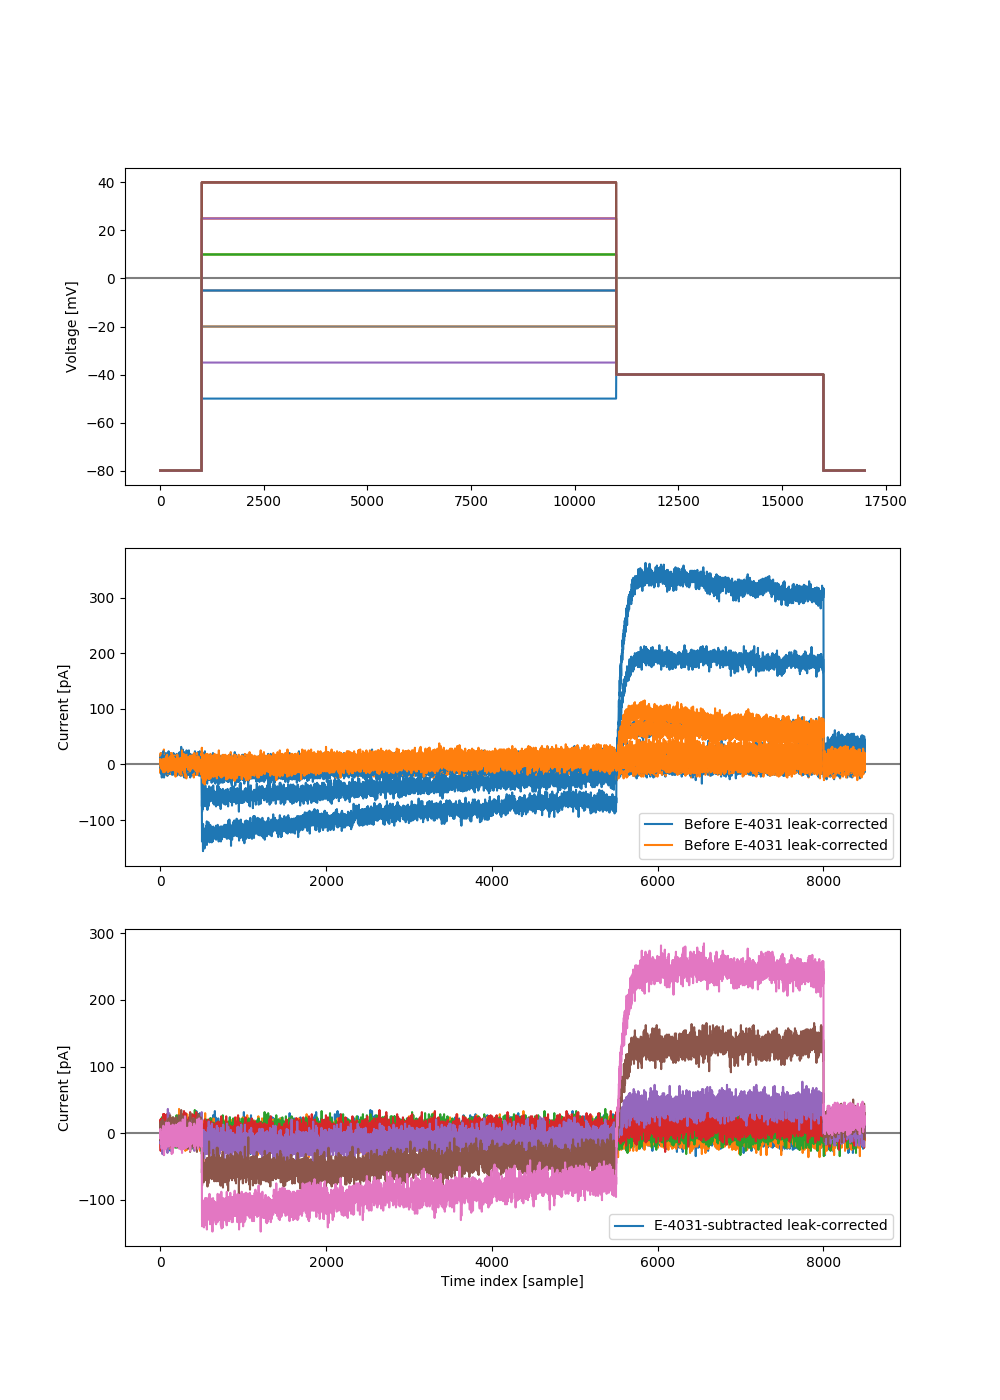 40
20
0
−20
−40
−60
−80
Voltage [mV]
0 2500 5000 7500 10000 12500 15000 17500
300
200
100
0
−100
Current [pA]
Before E-4031 leak-corrected
Before E-4031 leak-corrected
0 2000 4000 6000 8000
300
200
100
0
−100
Current [pA]
E-4031-subtracted leak-corrected
0 2000 4000 6000 8000
Time index [sample]